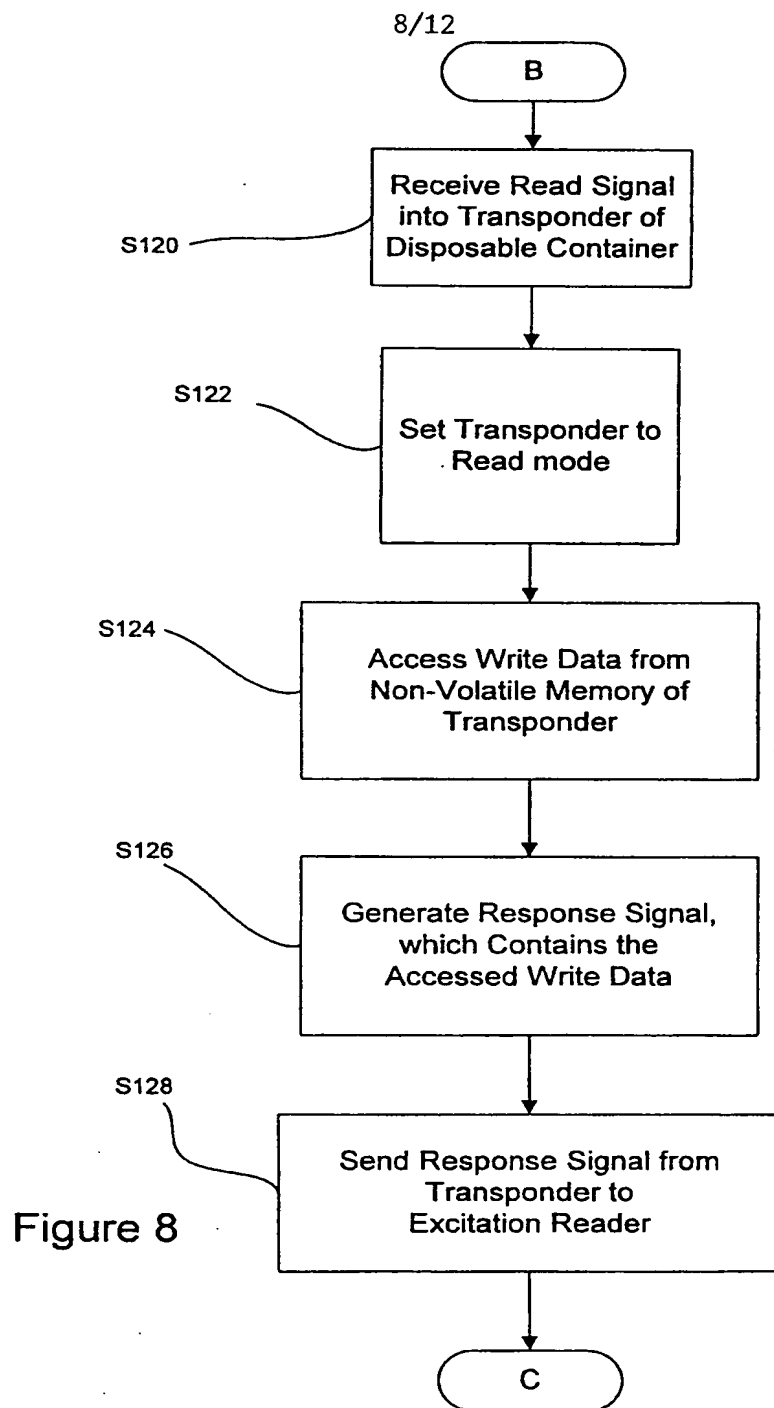 8/12
B
Receive Read Signal
into Transponder of
Disposable Container
S120
S122
Set Transponder to
Read mode
S124
Access Write Data from
Non-Volatile Memory of
Transponder
S126
Generate Response Signal,
which Contains the
Accessed Write Data
S128
Send Response Signal from
Transponder to
Excitation Reader
Figure 8
C